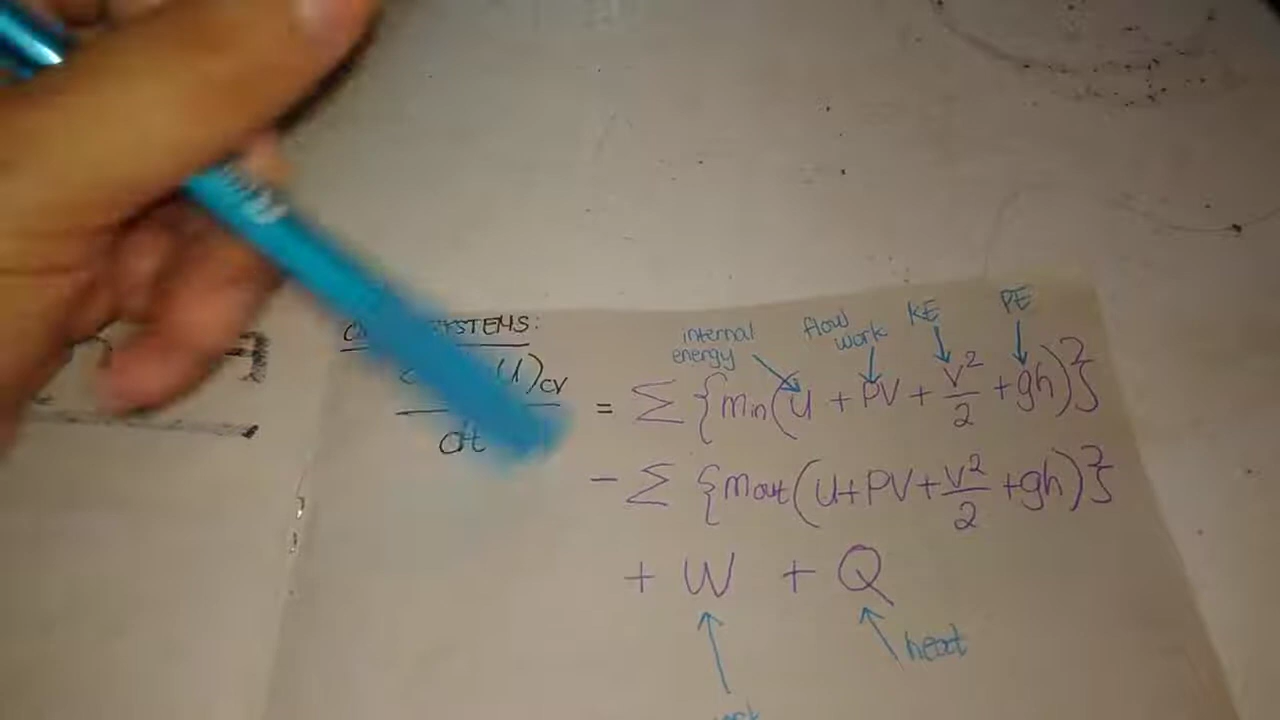 SYSTEMS:
internal energy
flow work
KE
PE
U)cv
dt
= Σ {min(U + PV + v²/2 + gh)}
- Σ {mout(U+PV+v²/2+gh)}
+ W + Q
heat